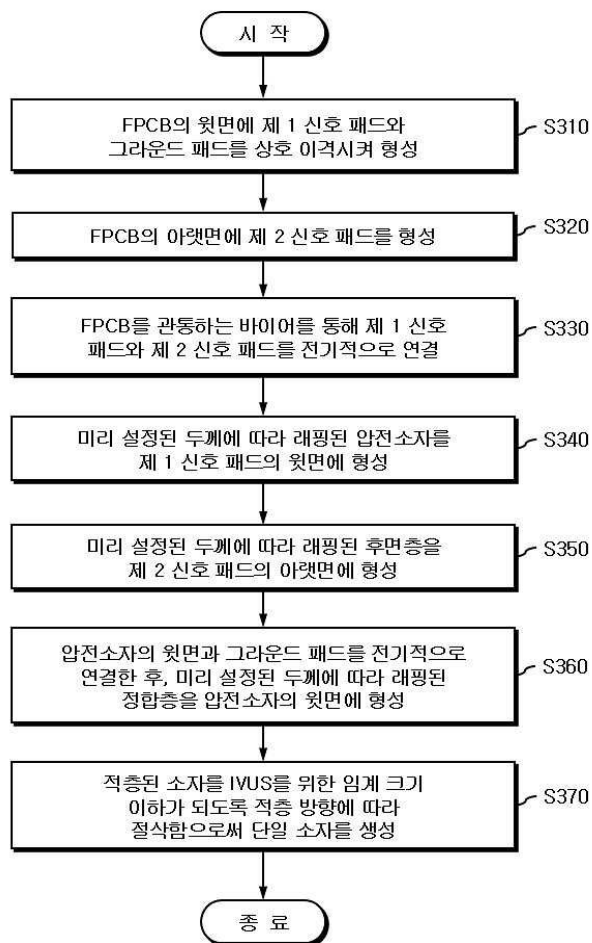 시 작
FPCB의 윗면에 제 1 신호 패드와
그라운드 패드를 상호 이격시켜 형성
S310
FPCB의 아랫면에 제 2 신호 패드를 형성
S320
FPCB를 관통하는 바이어를 통해 제 1 신호
패드와 제 2 신호 패드를 전기적으로 연결
S330
미리 설정된 두께에 따라 래핑된 압전소자를
제 1 신호 패드의 윗면에 형성
S340
미리 설정된 두께에 따라 래핑된 후면층을
제 2 신호 패드의 아랫면에 형성
S350
압전소자의 윗면과 그라운드 패드를 전기적으로
연결한 후, 미리 설정된 두께에 따라 래핑된
정합층을 압전소자의 윗면에 형성
S360
적층된 소자를 IVUS를 위한 임계 크기
이하가 되도록 적층 방향에 따라
절삭함으로써 단일 소자를 생성
S370
종 료